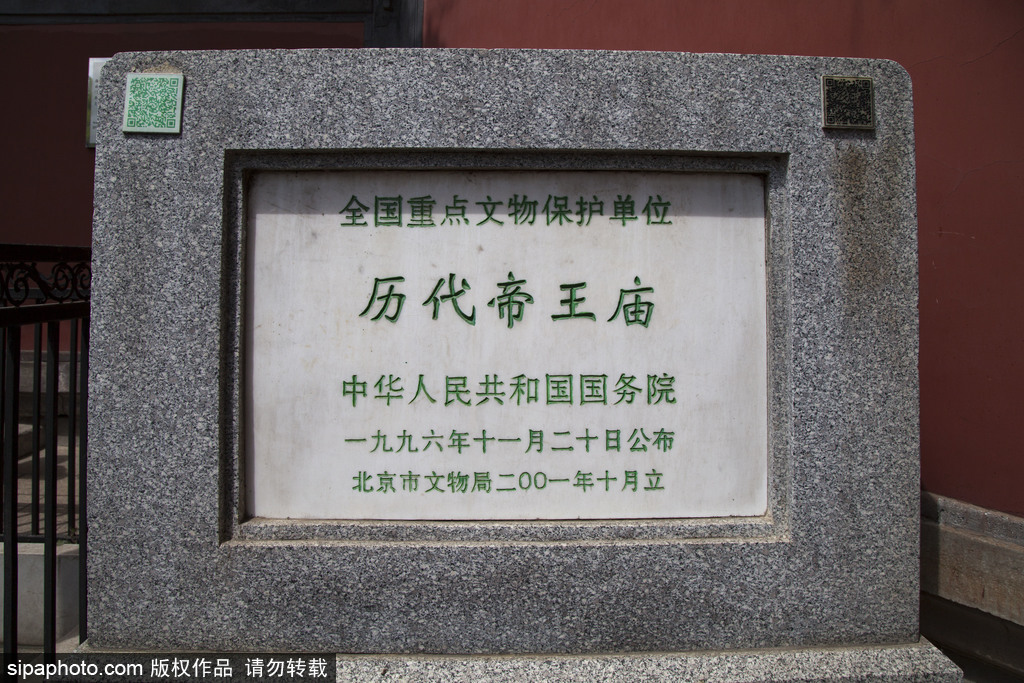 全国重点文物保护单位
历代帝王庙
中华人民共和国国务院
一九九六年十一月二十日公布
北京市文物局二〇〇一年十月立
sipaphoto.com 版权作品 请勿转载